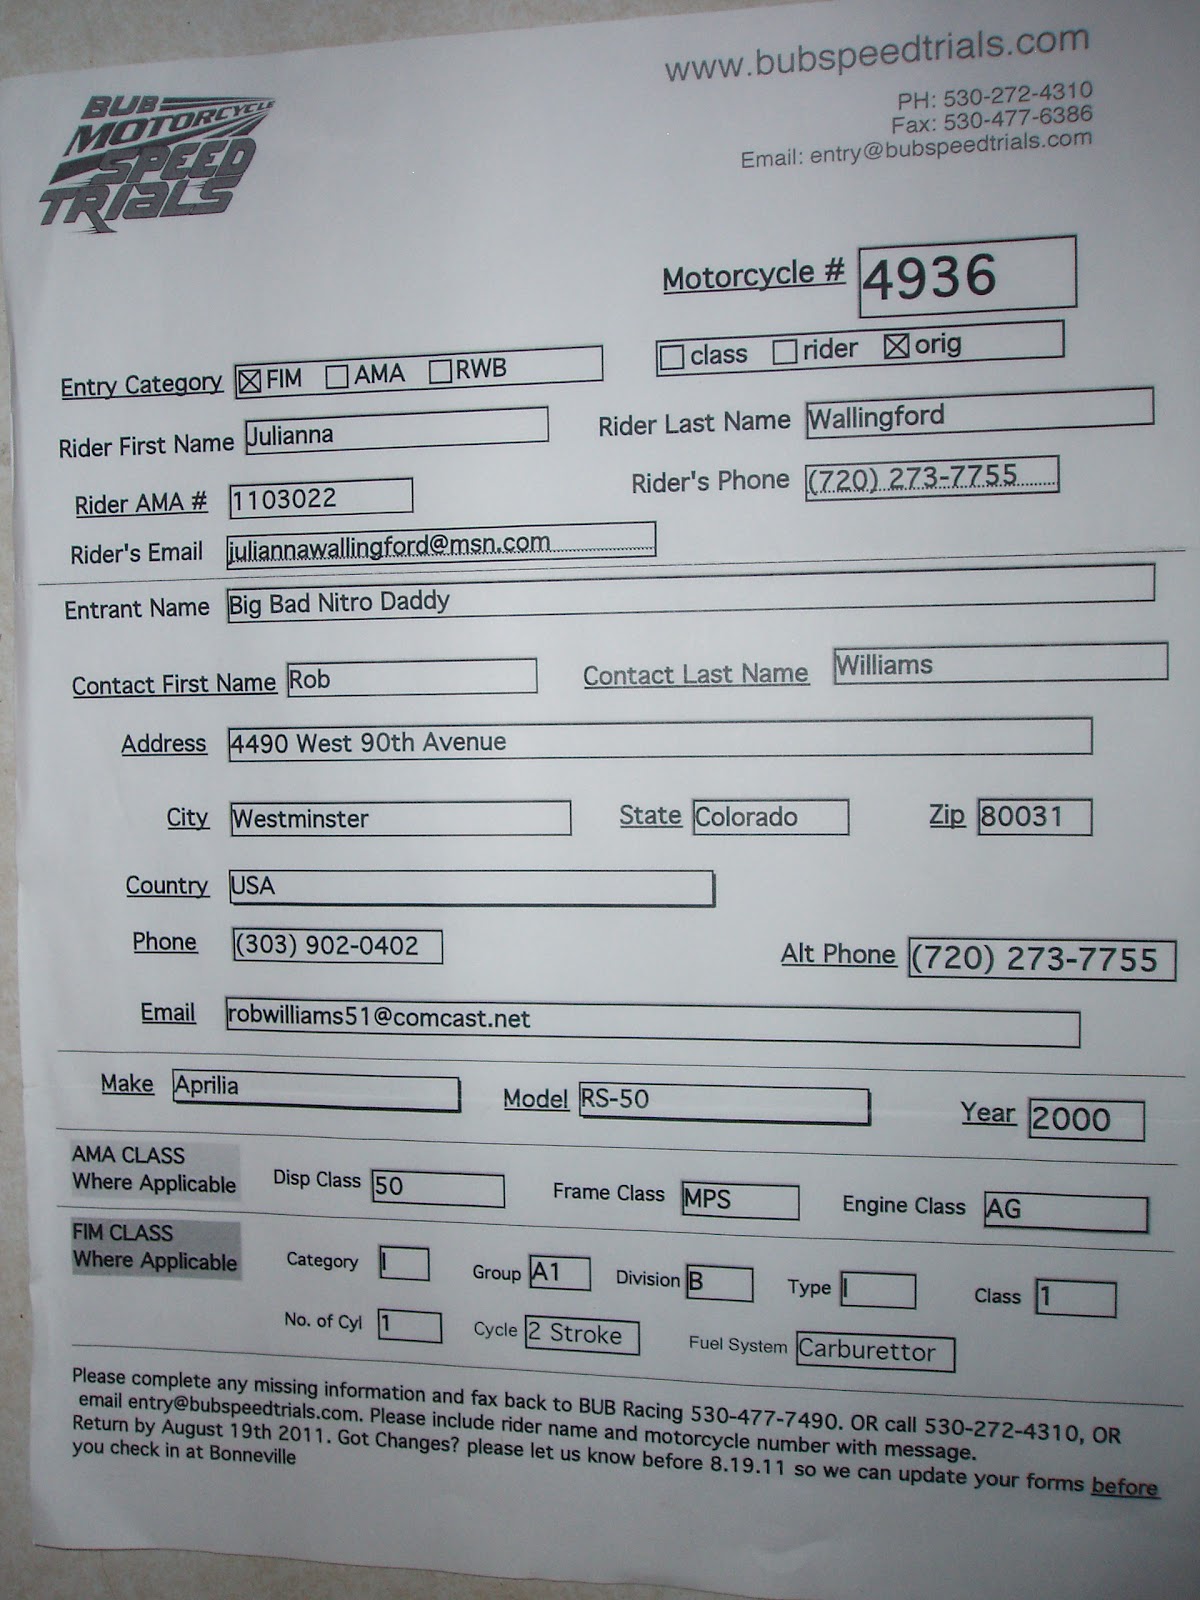 BUB
MOTORCYCLE
SPEED
TRIALS
www.bubspeedtrials.com
PH: 530-272-4310
Fax: 530-477-6386
Email: entry@bubspeedtrials.com
Motorcycle # 4936
Entry Category FIM AMA RWB class rider orig
Rider First Name Julianna Rider Last Name Wallingford
Rider AMA # 1103022 Rider's Phone (720) 273-7755
Rider's Email juliannawallingford@msn.com
Entrant Name Big Bad Nitro Daddy
Contact First Name Rob Contact Last Name Williams
Address 4490 West 90th Avenue
City Westminster State Colorado Zip 80031
Country USA
Phone (303) 902-0402 Alt Phone (720) 273-7755
Email robwilliams51@comcast.net
Make Aprilia Model RS-50 Year 2000
AMA CLASS
Where Applicable Disp Class 50 Frame Class MPS Engine Class AG
FIM CLASS
Where Applicable Category I Group A1 Division B Type I Class 1
No. of Cyl 1 Cycle 2 Stroke Fuel System Carburettor
Please complete any missing information and fax back to BUB Racing 530-477-7490. OR call 530-272-4310, OR
email entry@bubspeedtrials.com. Please include rider name and motorcycle number with message.
Return by August 19th 2011. Got Changes? please let us know before 8.19.11 so we can update your forms before
you check in at Bonneville